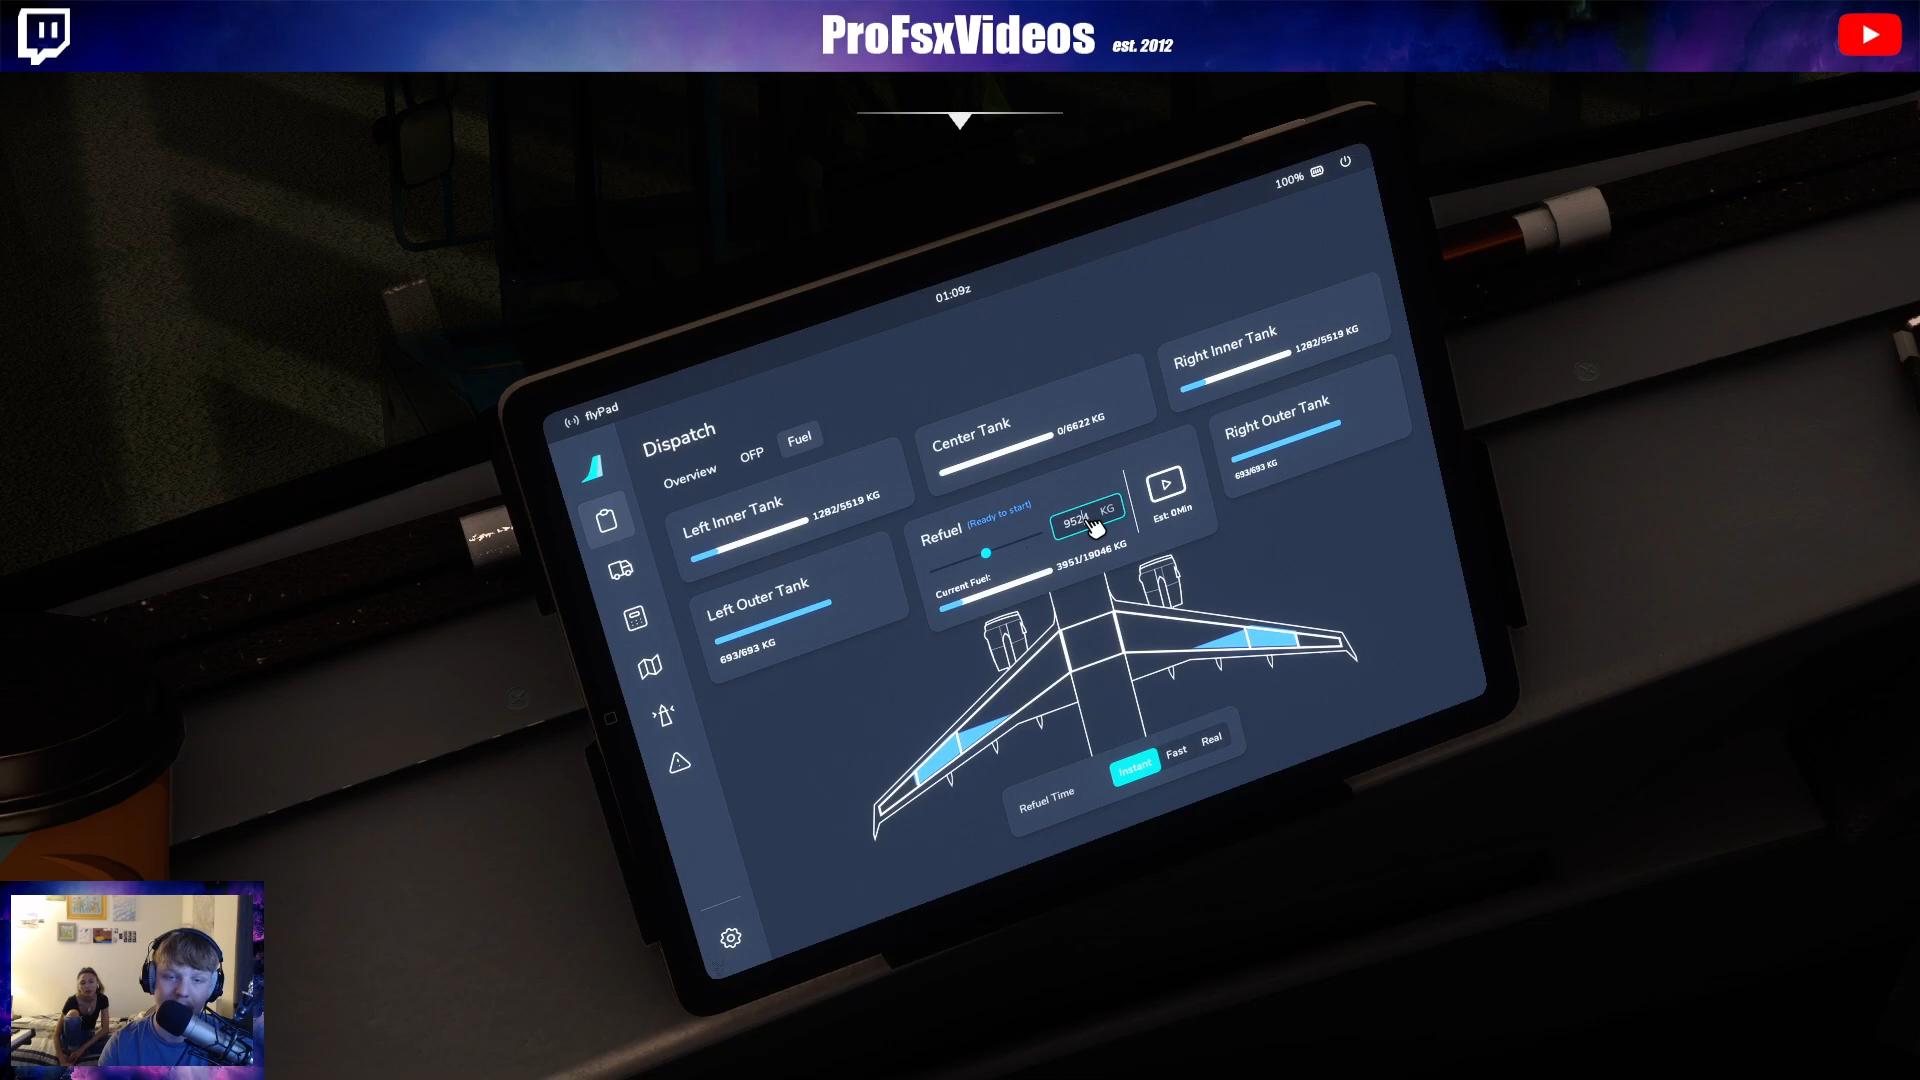 ProFsxVideos est. 2012
100%
01:09z
flyPad
Dispatch
Overview
OFP
Fuel
Left Inner Tank
1282/5519 KG
Center Tank
0/6622 KG
Right Inner Tank
1282/5519 KG
Left Outer Tank
693/693 KG
Refuel (Ready to start)
9524 KG
Est: 0Min
Current Fuel:
3951/19046 KG
Right Outer Tank
693/693 KG
Refuel Time
Instant
Fast
Real